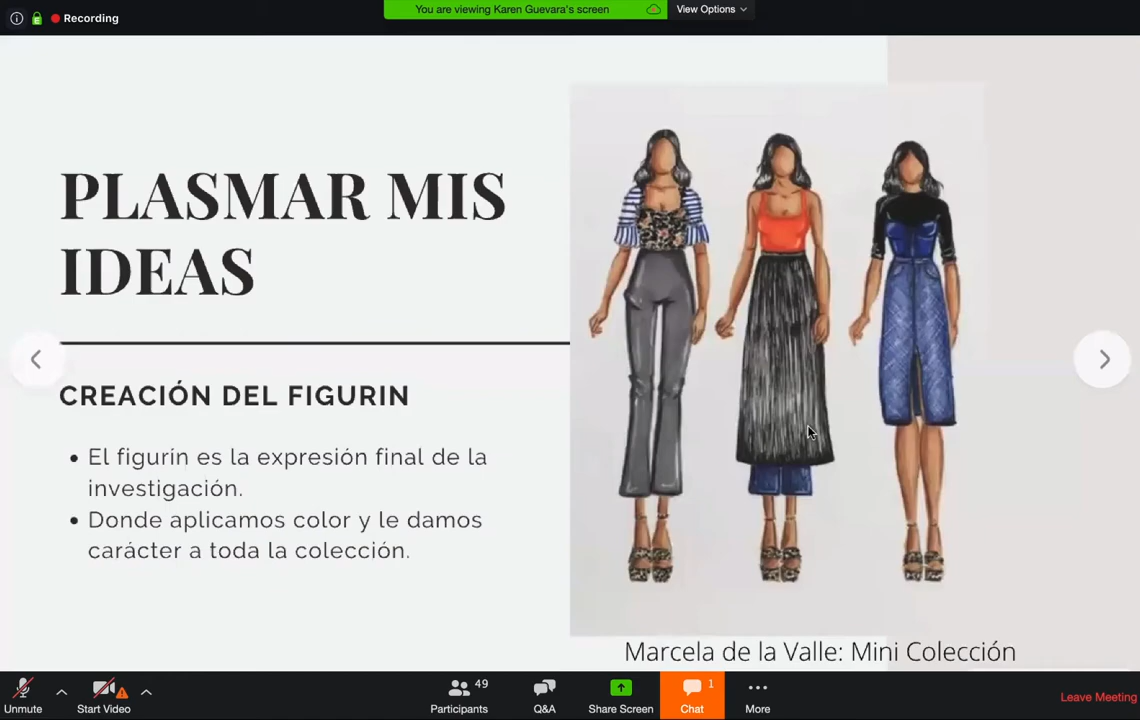 Recording
You are viewing Karen Guevara's screen
View Options
PLASMAR MIS
IDEAS
CREACIÓN DEL FIGURIN
El figurín es la expresión final de la
investigación.
Donde aplicamos color y le damos
carácter a toda la colección.
Marcela de la Valle: Mini Colección
Unmute
Start Video
Participants
49
Q&A
Share Screen
Chat
1
More
Leave Meeting